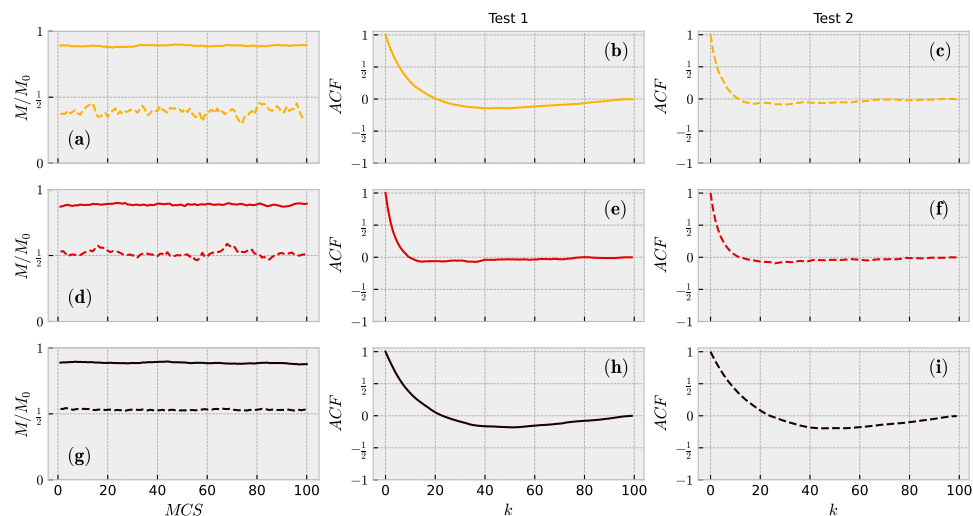 Test 1
Test 2
1
1/2
0
M/M₀
(a)
1
1/2
0
−1/2
−1
ACF
(b)
1
1/2
0
−1/2
−1
ACF
(c)
1
1/2
0
M/M₀
(d)
1
1/2
0
−1/2
−1
ACF
(e)
1
1/2
0
−1/2
−1
ACF
(f)
1
1/2
0
M/M₀
(g)
1
1/2
0
−1/2
−1
ACF
(h)
1
1/2
0
−1/2
−1
ACF
(i)
0 20 40 60 80 100
0 20 40 60 80 100
0 20 40 60 80 100
MCS
k
k